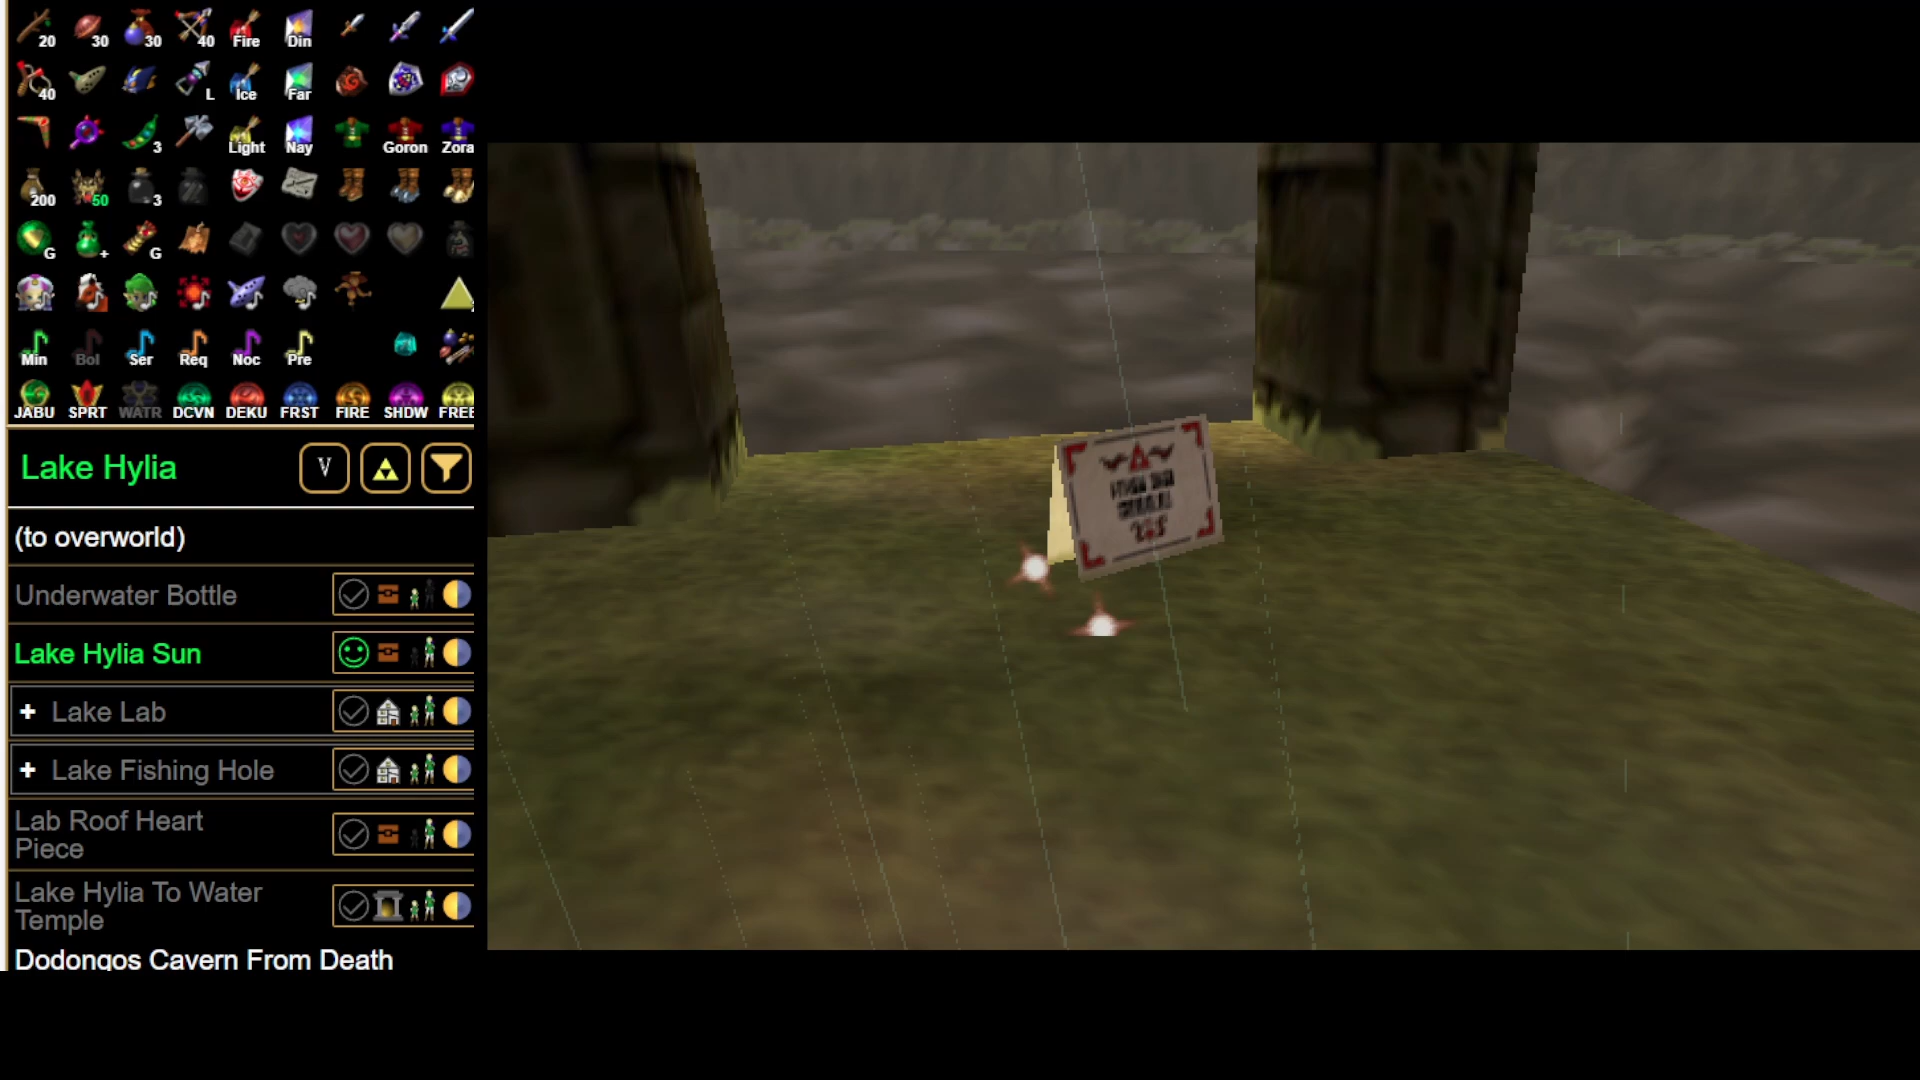 20 30 30 40 Fire Din
40 L Ice Far
3 Light Nay Goron Zora
200 50 3
G + G
Min Bol Ser Req Noc Pre
JABU SPRT WATR DCVN DEKU FRST FIRE SHDW FREE
Lake Hylia V
(to overworld)
Underwater Bottle
Lake Hylia Sun
+ Lake Lab
+ Lake Fishing Hole
Lab Roof Heart
Piece
Lake Hylia To Water
Temple
Dodongos Cavern From Death